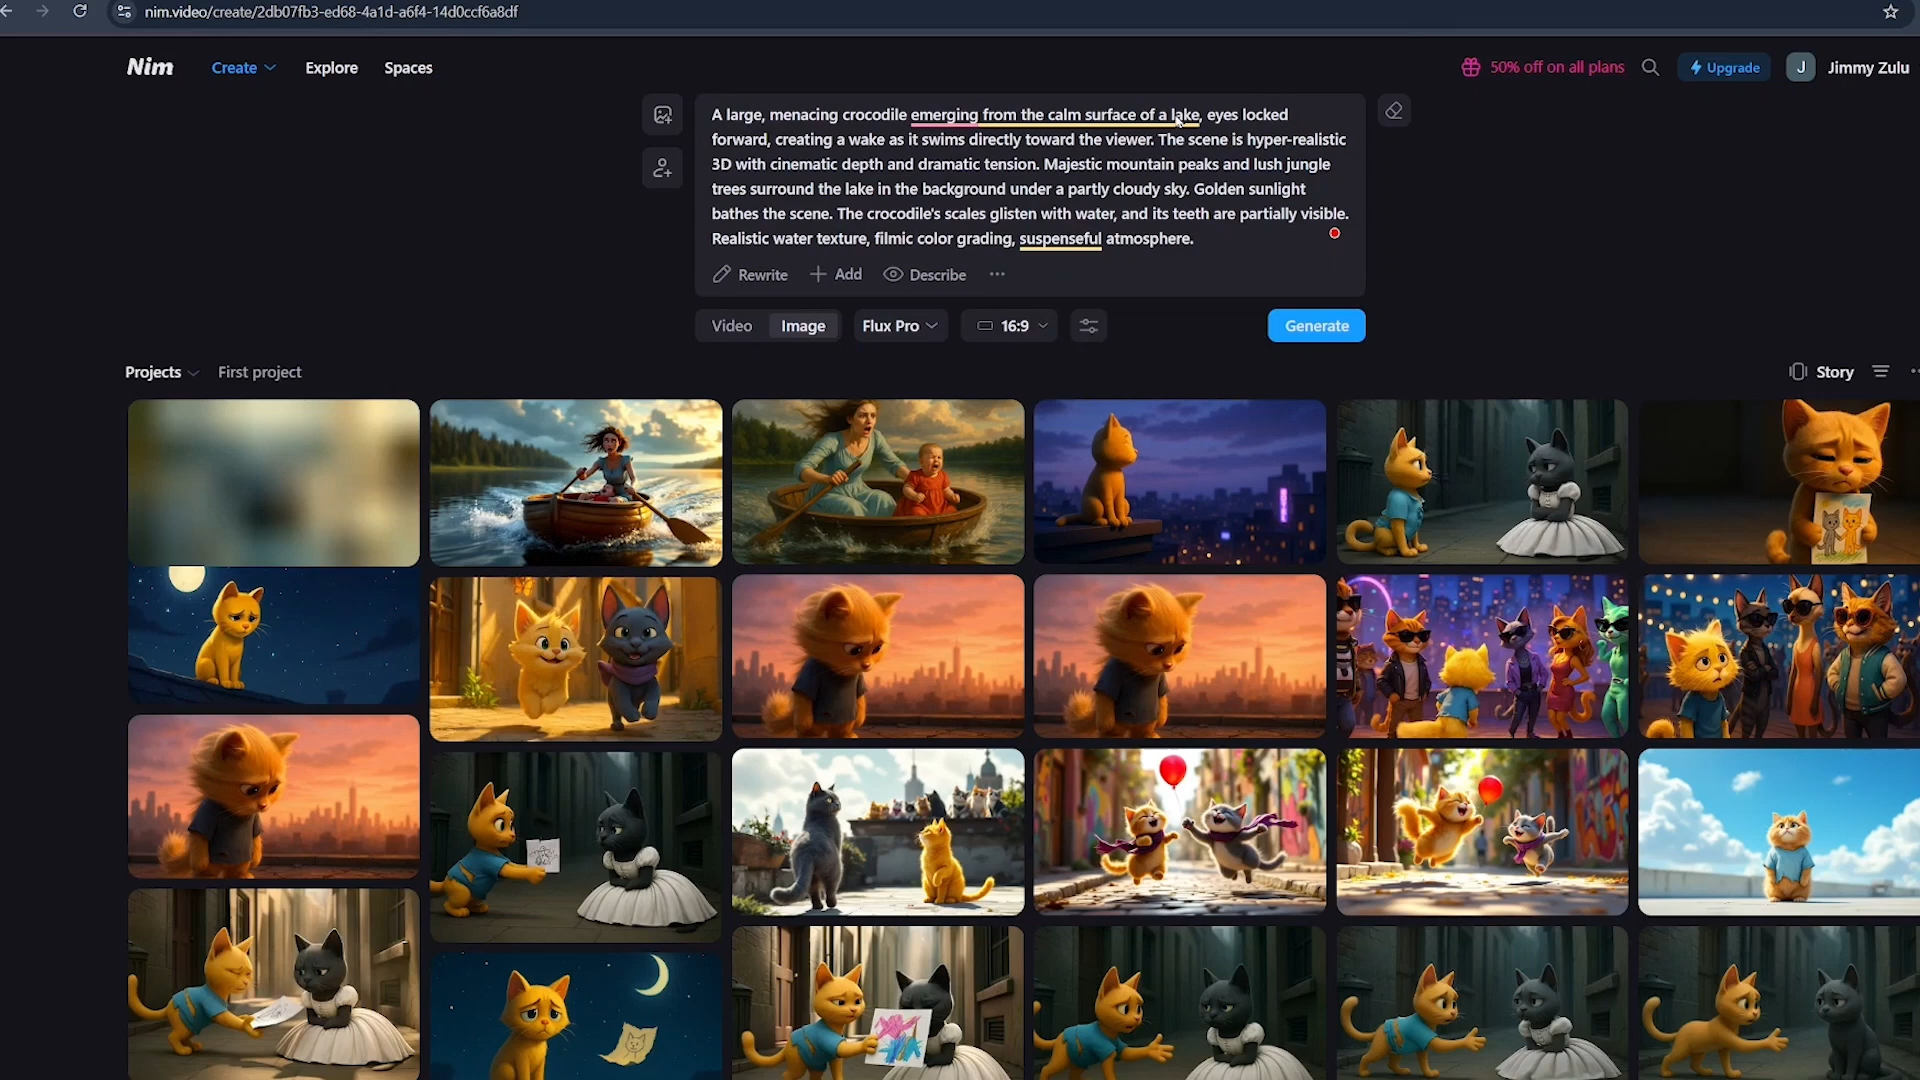 nim.video/create/2db07fb3-ed68-4a1d-a6f4-14d0ccf6a8df
Nim
Create
Explore
Spaces
50% off on all plans
Upgrade
J
Jimmy Zulu
A large, menacing crocodile emerging from the calm surface of a lake, eyes locked
forward, creating a wake as it swims directly toward the viewer. The scene is hyper-realistic
3D with cinematic depth and dramatic tension. Majestic mountain peaks and lush jungle
trees surround the lake in the background under a partly cloudy sky. Golden sunlight
bathes the scene. The crocodile's scales glisten with water, and its teeth are partially visible.
Realistic water texture, filmic color grading, suspenseful atmosphere.
Rewrite
Add
Describe
Video
Image
Flux Pro
16:9
Generate
Projects
First project
Story